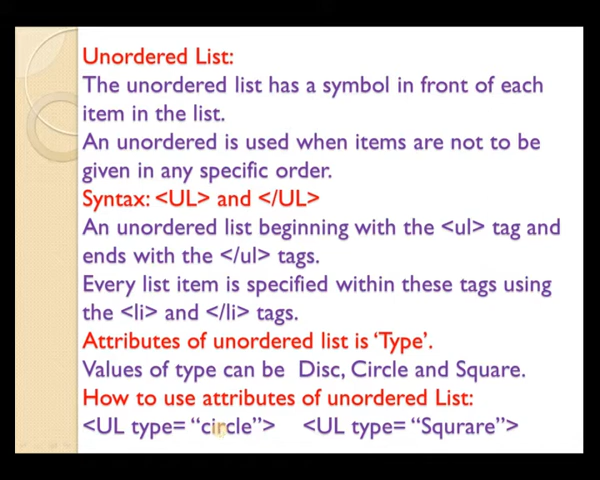 Unordered List:
The unordered list has a symbol in front of each
item in the list.
An unordered is used when items are not to be
given in any specific order.
Syntax: <UL> and </UL>
An unordered list beginning with the <ul> tag and
ends with the </ul> tags.
Every list item is specified within these tags using
the <li> and </li> tags.
Attributes of unordered list is ‘Type’.
Values of type can be  Disc, Circle and Square.
How to use attributes of unordered List:
<UL type= “circle”>    <UL type= “Squrare”>